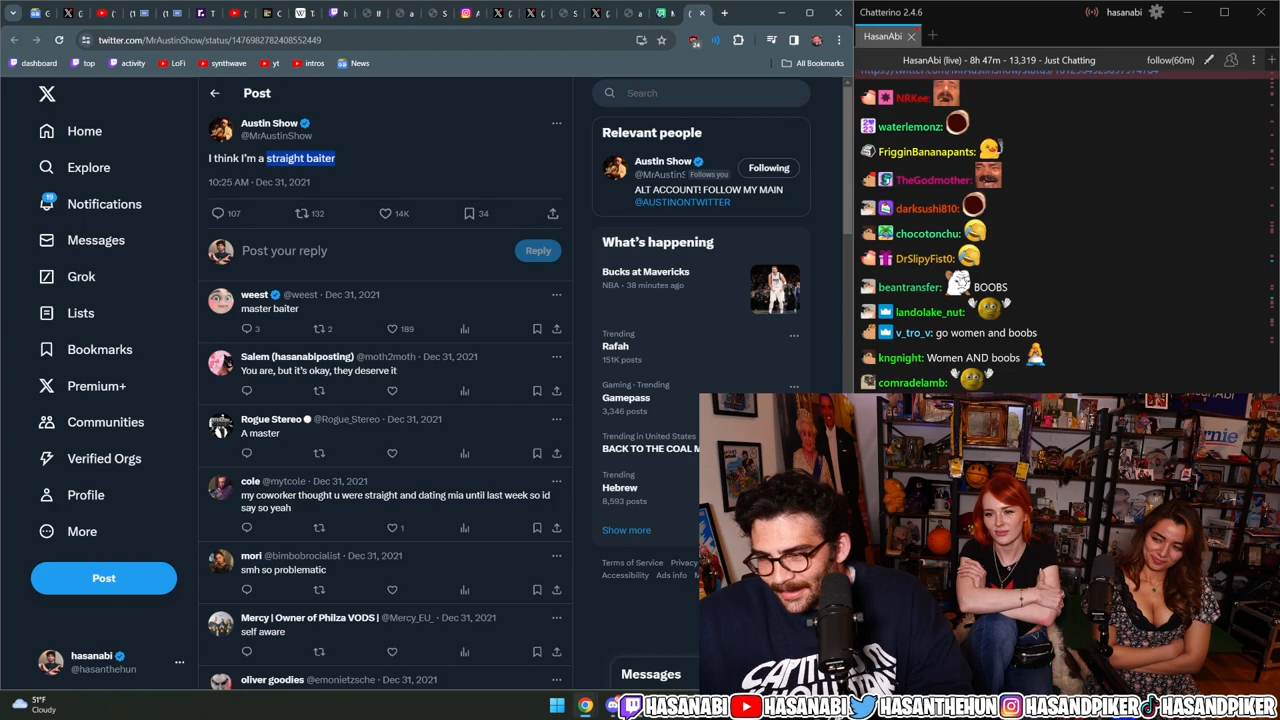 twitter.com/MrAustinShow/status/1476982782408552449
dashboard
top
activity
LoFi
synthwave
yt
intros
News
All Bookmarks
Home
Explore
19
Notifications
Messages
Grok
Lists
Bookmarks
Premium+
Communities
Verified Orgs
Profile
More
Post
hasanabi
@hasanthehun
Post
Austin Show
@MrAustinShow
I think I'm a straight baiter
10:25 AM · Dec 31, 2021
107
132
14K
34
Post your reply
Reply
weest @weest · Dec 31, 2021
master baiter
3
2
189
Salem (hasanabiposting) @moth2moth · Dec 31, 2021
You are, but it's okay, they deserve it
Rogue Stereo @Rogue_Stereo · Dec 31, 2021
A master
cole @mytcole · Dec 31, 2021
my coworker thought u were straight and dating mia until last week so id
say so yeah
1
mori @bimbobrocialist · Dec 31, 2021
smh so problematic
Mercy | Owner of Philza VODS | @Mercy_EU_ · Dec 31, 2021
self aware
oliver goodies @emonietzsche · Dec 31, 2021
Search
Relevant people
Austin Show
@MrAustinS Follows you
Following
ALT ACCOUNT! FOLLOW MY MAIN
@AUSTINONTWITTER
What's happening
Bucks at Mavericks
NBA · 38 minutes ago
Trending
Rafah
151K posts
Gaming · Trending
Gamepass
3,346 posts
Trending in United States
BACK TO THE COAL M
Trending
Hebrew
8,593 posts
Show more
Terms of Service Privacy
Accessibility Ads info
Messages
Chatterino 2.4.6
hasanabi
HasanAbi
HasanAbi (live) - 8h 47m - 13,319 - Just Chatting
follow(60m)
NRKee:
waterlemonz:
FrigginBananapants:
TheGodmother:
darksushi810:
chocotonchu:
DrSlipyFist0:
beantransfer: BOOBS
landolake_nut:
v_tro_v: go women and boobs
kngnight: Women AND boobs
comradelamb:
51°F
Cloudy
HASANABI
HASANABI
HASANTHEHUN
HASANDPIKER
HASANDPIKER